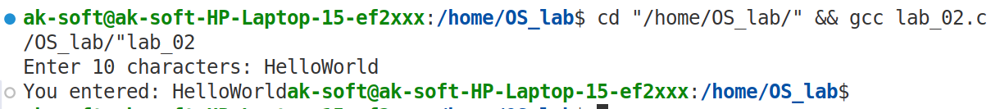 ak-soft@ak-soft-HP-Laptop-15-ef2xxx:/home/OS_lab$ cd "/home/OS_lab/" && gcc lab_02.c
/OS_lab/"lab_02
Enter 10 characters: HelloWorld
You entered: HelloWorldak-soft@ak-soft-HP-Laptop-15-ef2xxx:/home/OS_lab$